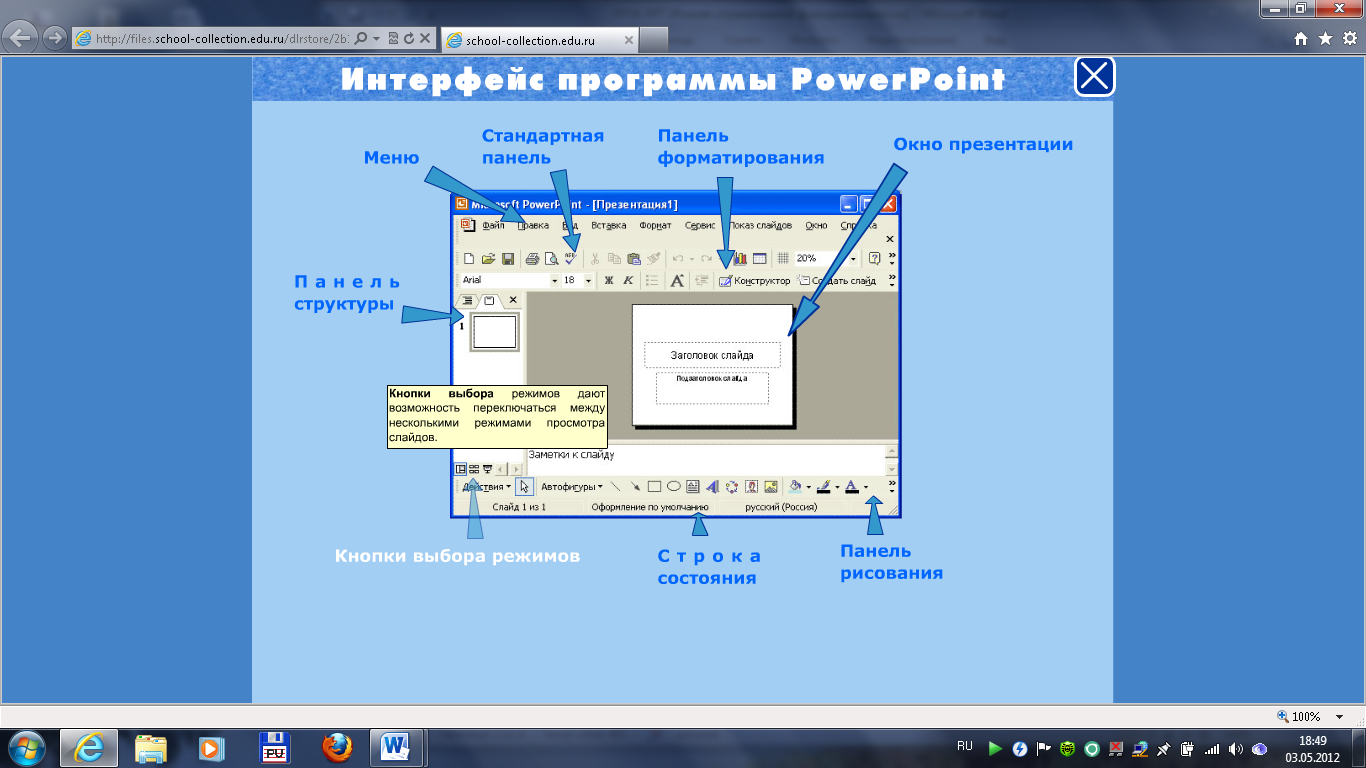 http://files.school-collection.edu.ru/dlrstore/2b
school-collection.edu.ru
Интерфейс программы PowerPoint
Меню
Стандартная
панель
Панель
форматирования
Окно презентации
Microsoft PowerPoint - [Презентация1]
Файл Правка Вид Вставка Формат Сервис Показ слайдов Окно Справка
20%
Arial 18 Ж К Конструктор Создать слайд
Панель
структуры
1
Заголовок слайда
Подзаголовок слайда
Кнопки выбора режимов дают
возможность переключаться между
несколькими режимами просмотра
слайдов.
Заметки к слайду
Действия Автофигуры
Слайд 1 из 1 Оформление по умолчанию русский (Россия)
Кнопки выбора режимов
Строка
состояния
Панель
рисования
100%
RU
18:49
03.05.2012